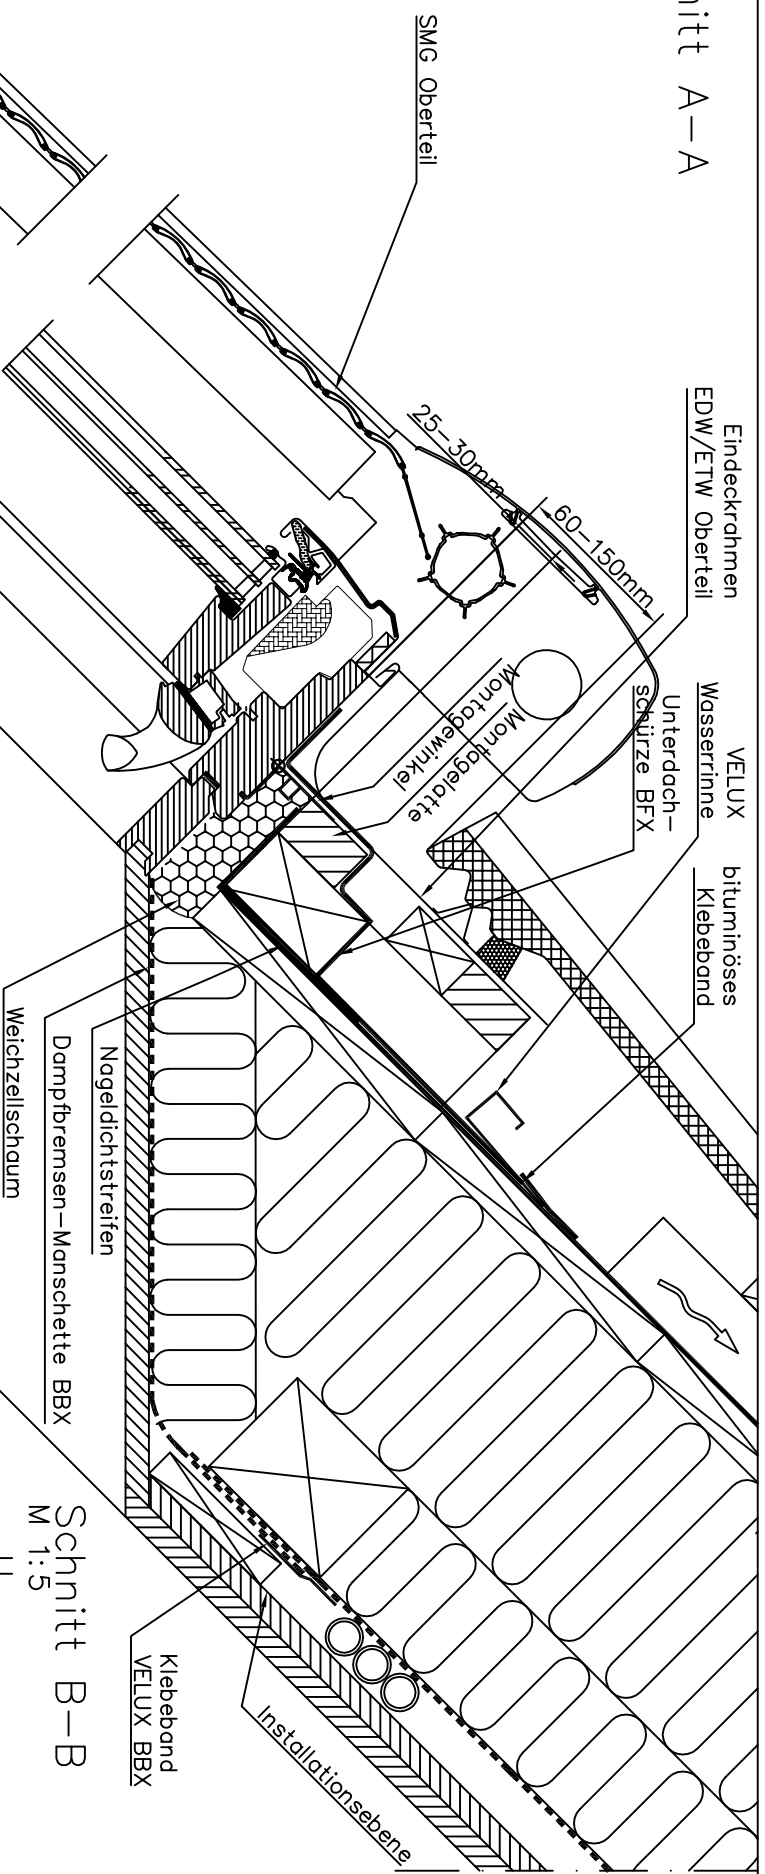 nitt A-A
SMG Oberteil
25-30mm
60-150mm
Eindeckrahmen
EDW/ETW Oberteil
Montagewinkel
Montagelatte
Unterdach-
schürze BFX
VELUX
Wasserrinne
bituminöses
Klebeband
Weichzellschaum
Dampfbremsen-Manschette BBX
Nageldichtstreifen
Klebeband
VELUX BBX
Installationsebene
Schnitt B-B
M 1:5